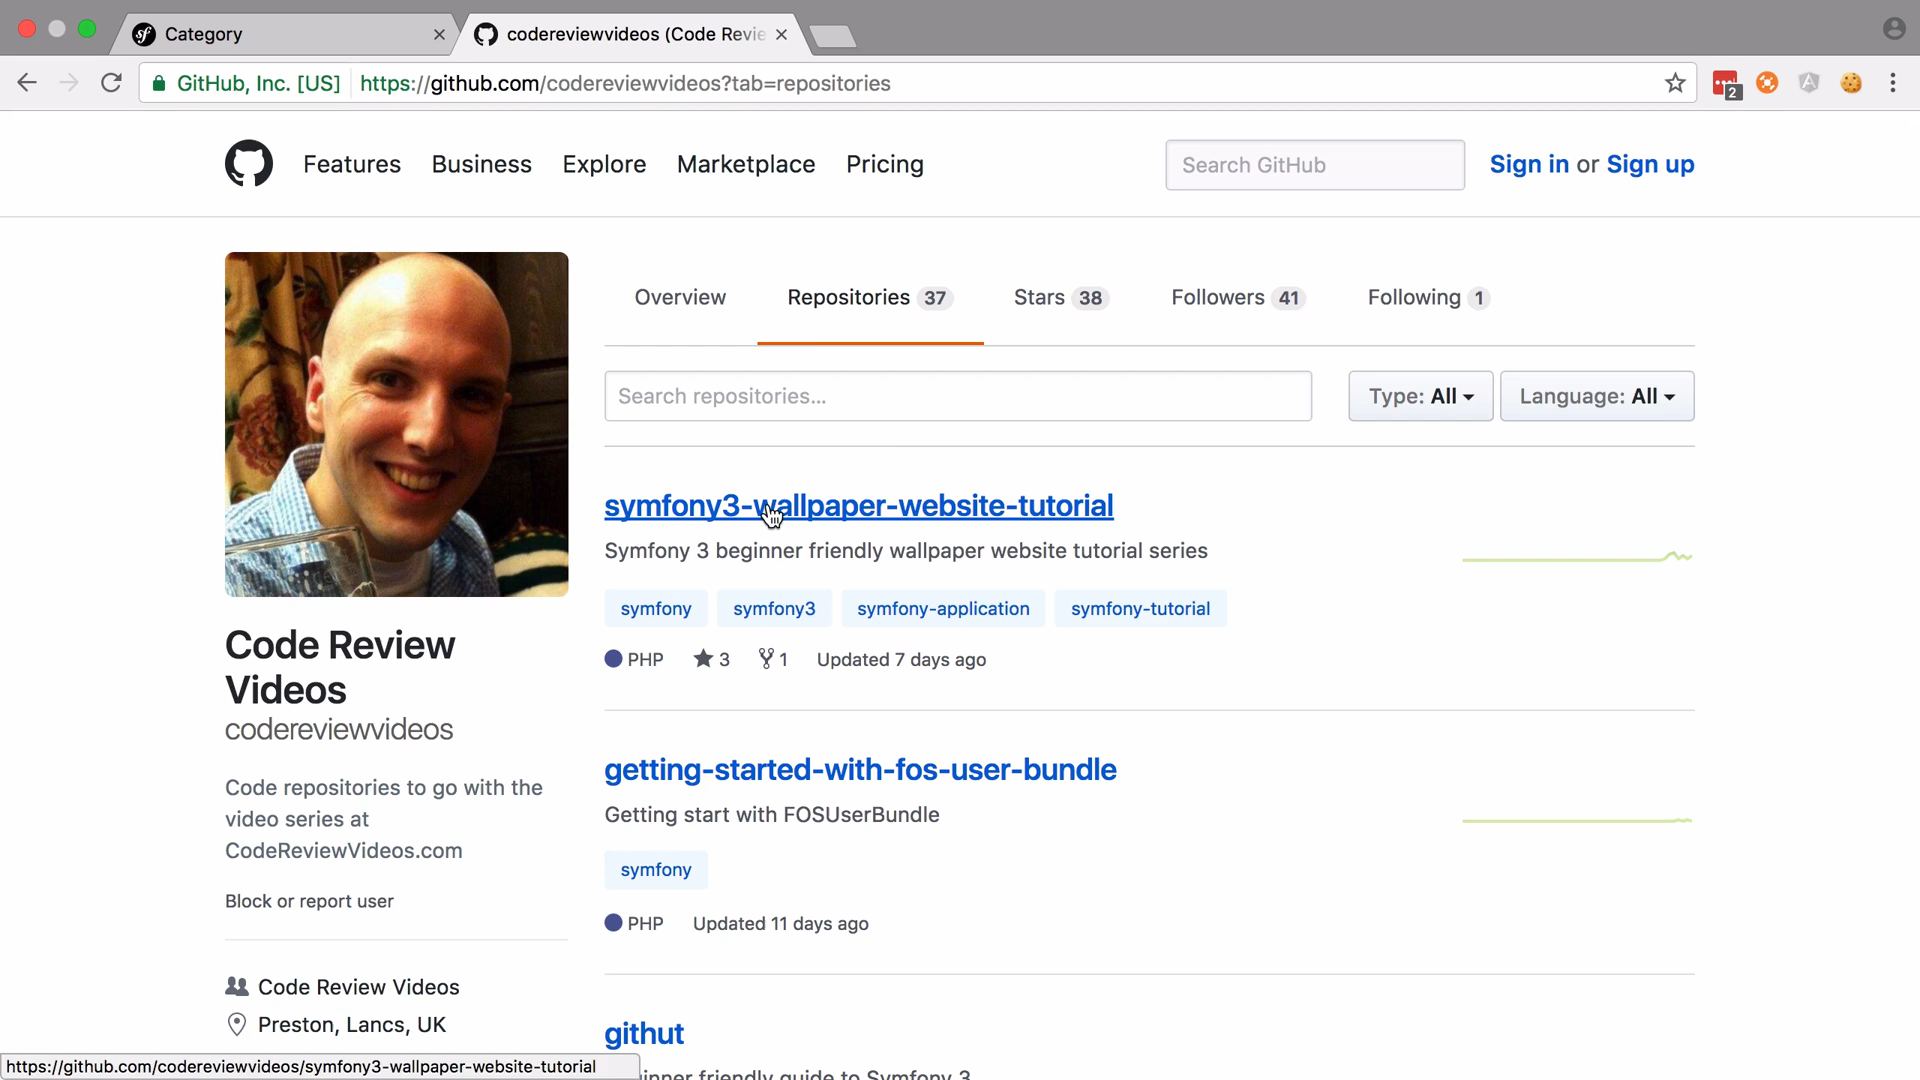 Category
codereviewvideos (Code Revie
GitHub, Inc. [US] https://github.com/codereviewvideos?tab=repositories
2
Features Business Explore Marketplace Pricing
Search GitHub
Sign in or Sign up
Overview Repositories 37 Stars 38 Followers 41 Following 1
Search repositories...
Type: All
Language: All
symfony3-wallpaper-website-tutorial
Symfony 3 beginner friendly wallpaper website tutorial series
symfony symfony3 symfony-application symfony-tutorial
PHP 3 1 Updated 7 days ago
getting-started-with-fos-user-bundle
Getting start with FOSUserBundle
symfony
PHP Updated 11 days ago
githut
friendly guide to Symfony 3
Code Review
Videos
codereviewvideos
Code repositories to go with the
video series at
CodeReviewVideos.com
Block or report user
Code Review Videos
Preston, Lancs, UK
https://github.com/codereviewvideos/symfony3-wallpaper-website-tutorial